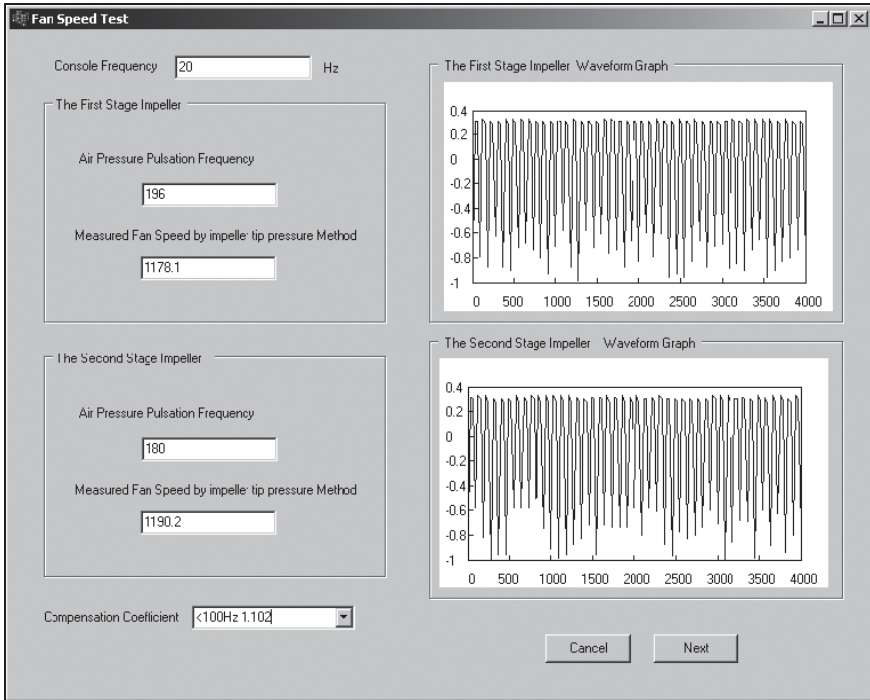 Fan Speed Test
Console Frequency 20 Hz
The First Stage Impeller
Air Pressure Pulsation Frequency
196
Measured Fan Speed by impeller tip pressure Method
1178.1
The First Stage Impeller Waveform Graph
0.4
0.2
0
-0.2
-0.4
-0.6
-0.8
-1
0 500 1000 1500 2000 2500 3000 3500 4000
The Second Stage Impeller
Air Pressure Pulsation Frequency
180
Measured Fan Speed by impeller tip pressure Method
1190.2
The Second Stage Impeller Waveform Graph
0.4
0.2
0
-0.2
-0.4
-0.6
-0.8
-1
0 500 1000 1500 2000 2500 3000 3500 4000
Compensation Coefficient <100Hz 1.102
Cancel Next